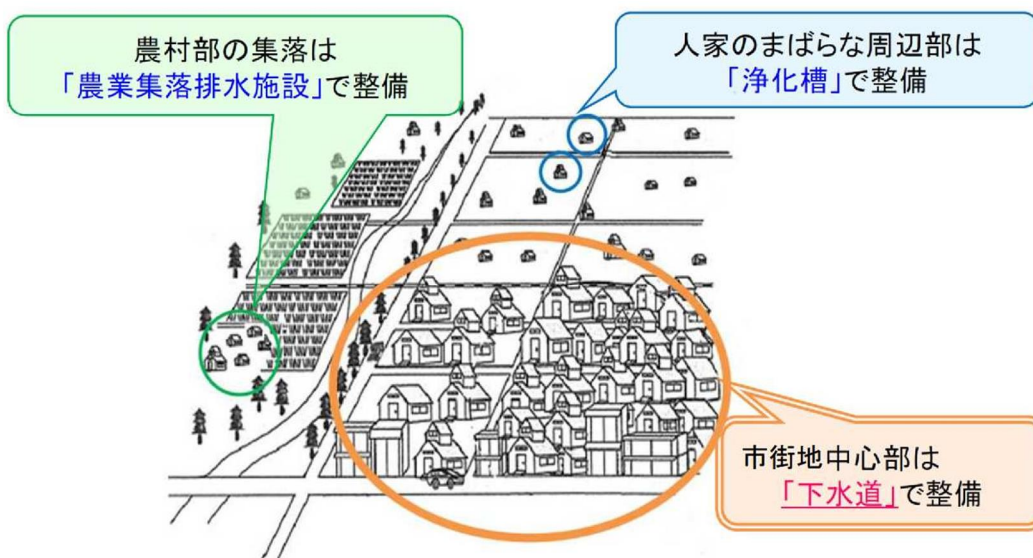 農村部の集落は
「農業集落排水施設」で整備
人家のまばらな周辺部は
「浄化槽」で整備
市街地中心部は
「下水道」で整備